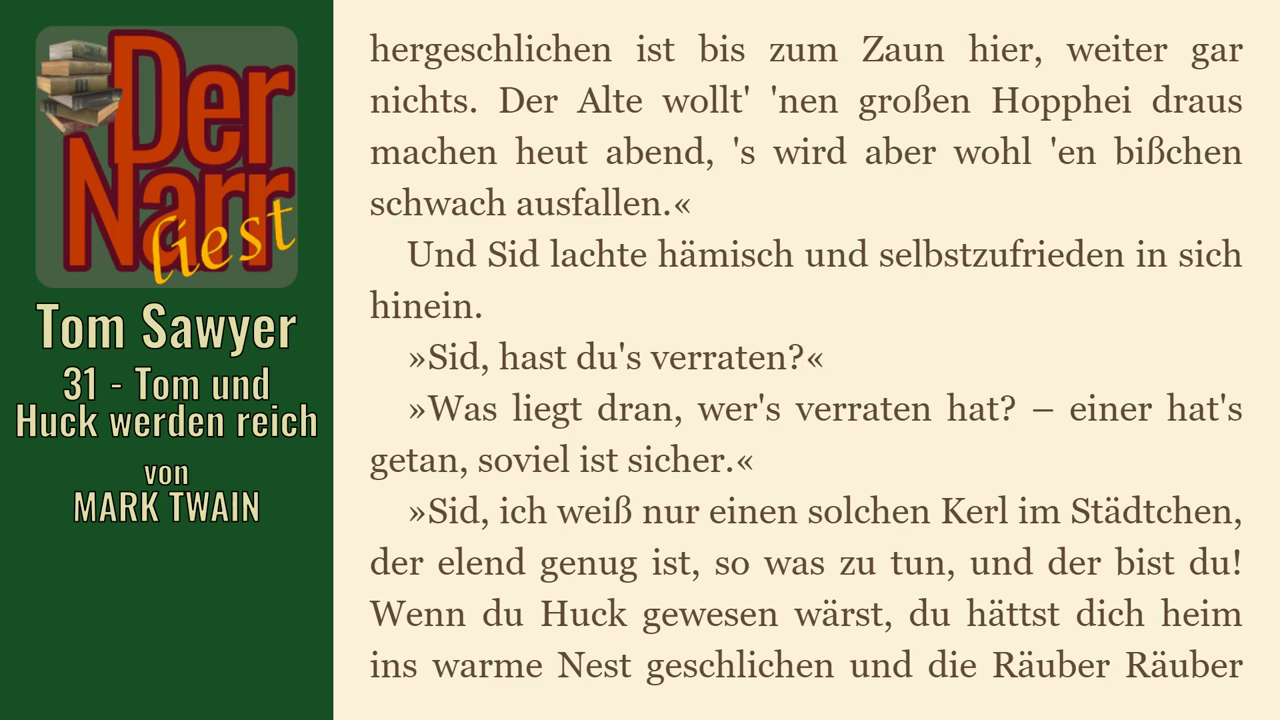 Der
Narr
liest
Tom Sawyer
31 - Tom und
Huck werden reich
von
MARK TWAIN
hergeschlichen ist bis zum Zaun hier, weiter gar
nichts. Der Alte wollt' 'nen großen Hopphei draus
machen heut abend, 's wird aber wohl 'en bißchen
schwach ausfallen.«
Und Sid lachte hämisch und selbstzufrieden in sich
hinein.
»Sid, hast du's verraten?«
»Was liegt dran, wer's verraten hat? – einer hat's
getan, soviel ist sicher.«
»Sid, ich weiß nur einen solchen Kerl im Städtchen,
der elend genug ist, so was zu tun, und der bist du!
Wenn du Huck gewesen wärst, du hättst dich heim
ins warme Nest geschlichen und die Räuber Räuber